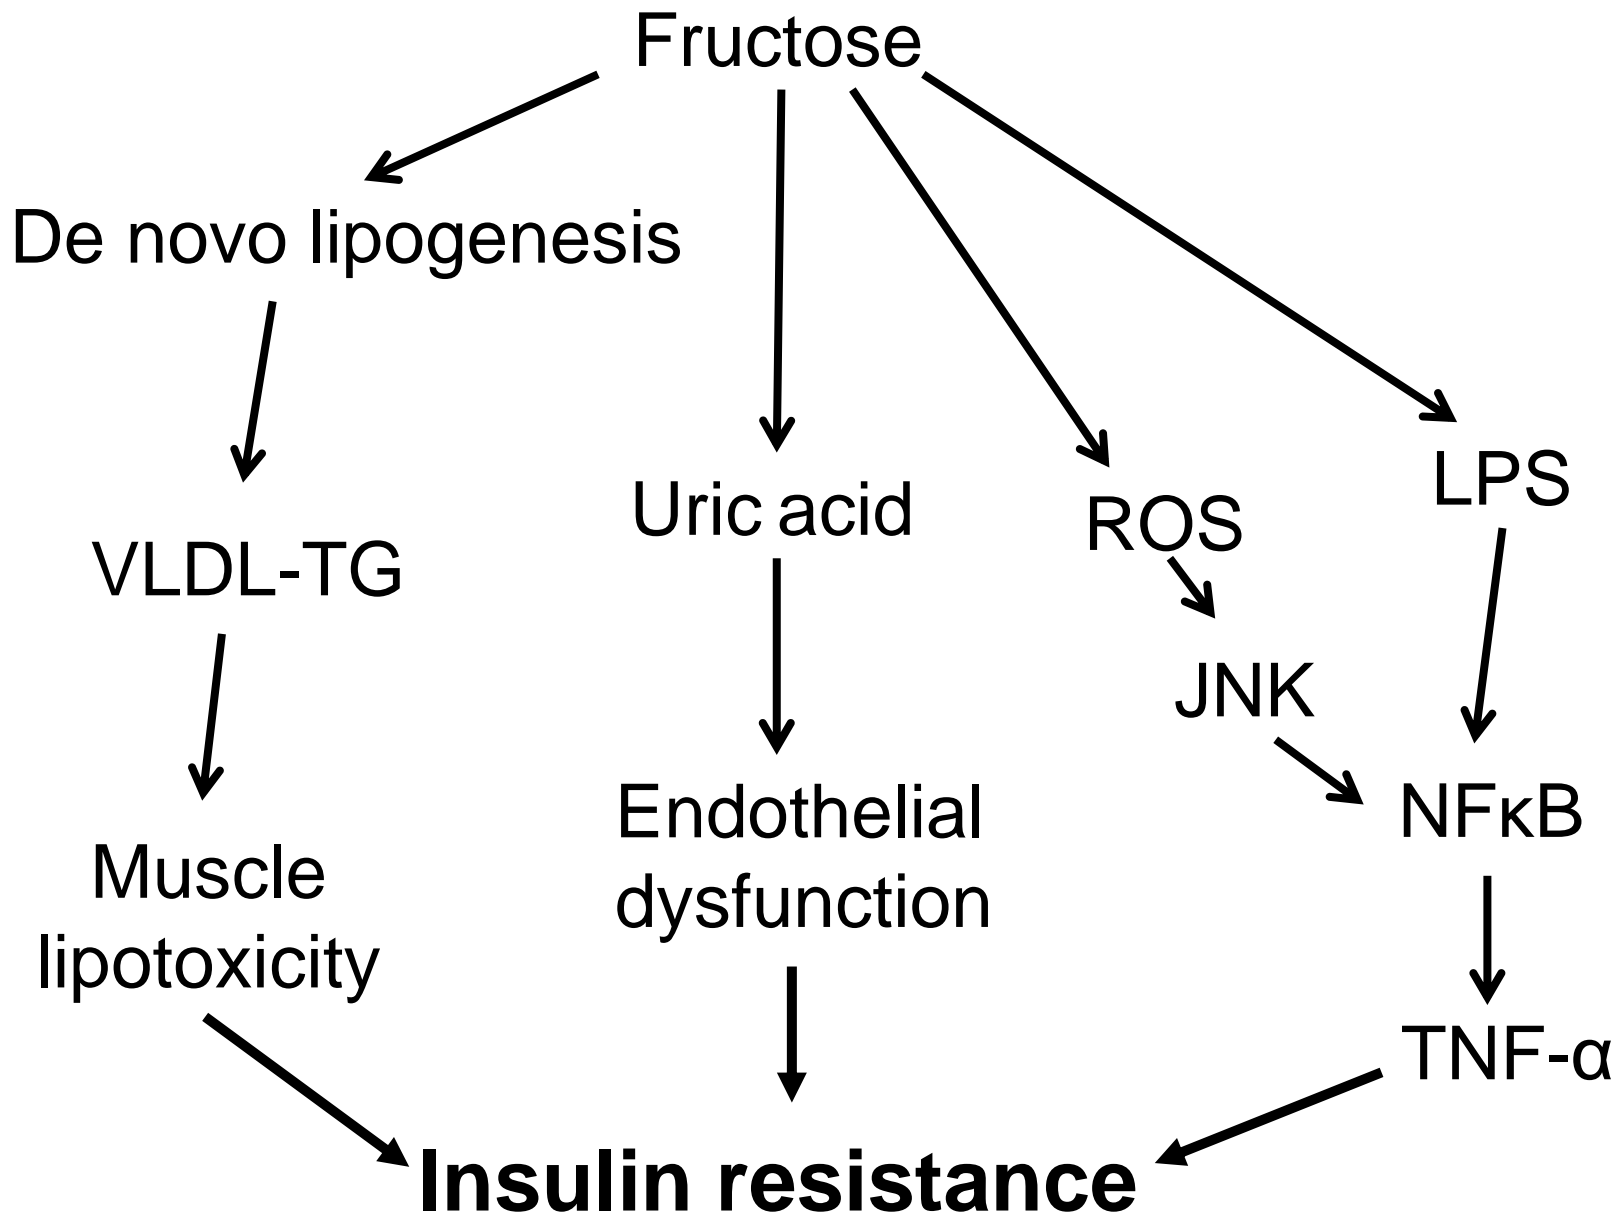 Fructose
De novo lipogenesis
LPS
Uric acid
ROS
VLDL-TG
JNK
NFκB
Endothelial
dysfunction
Muscle
lipotoxicity
TNF-α
Insulin resistance